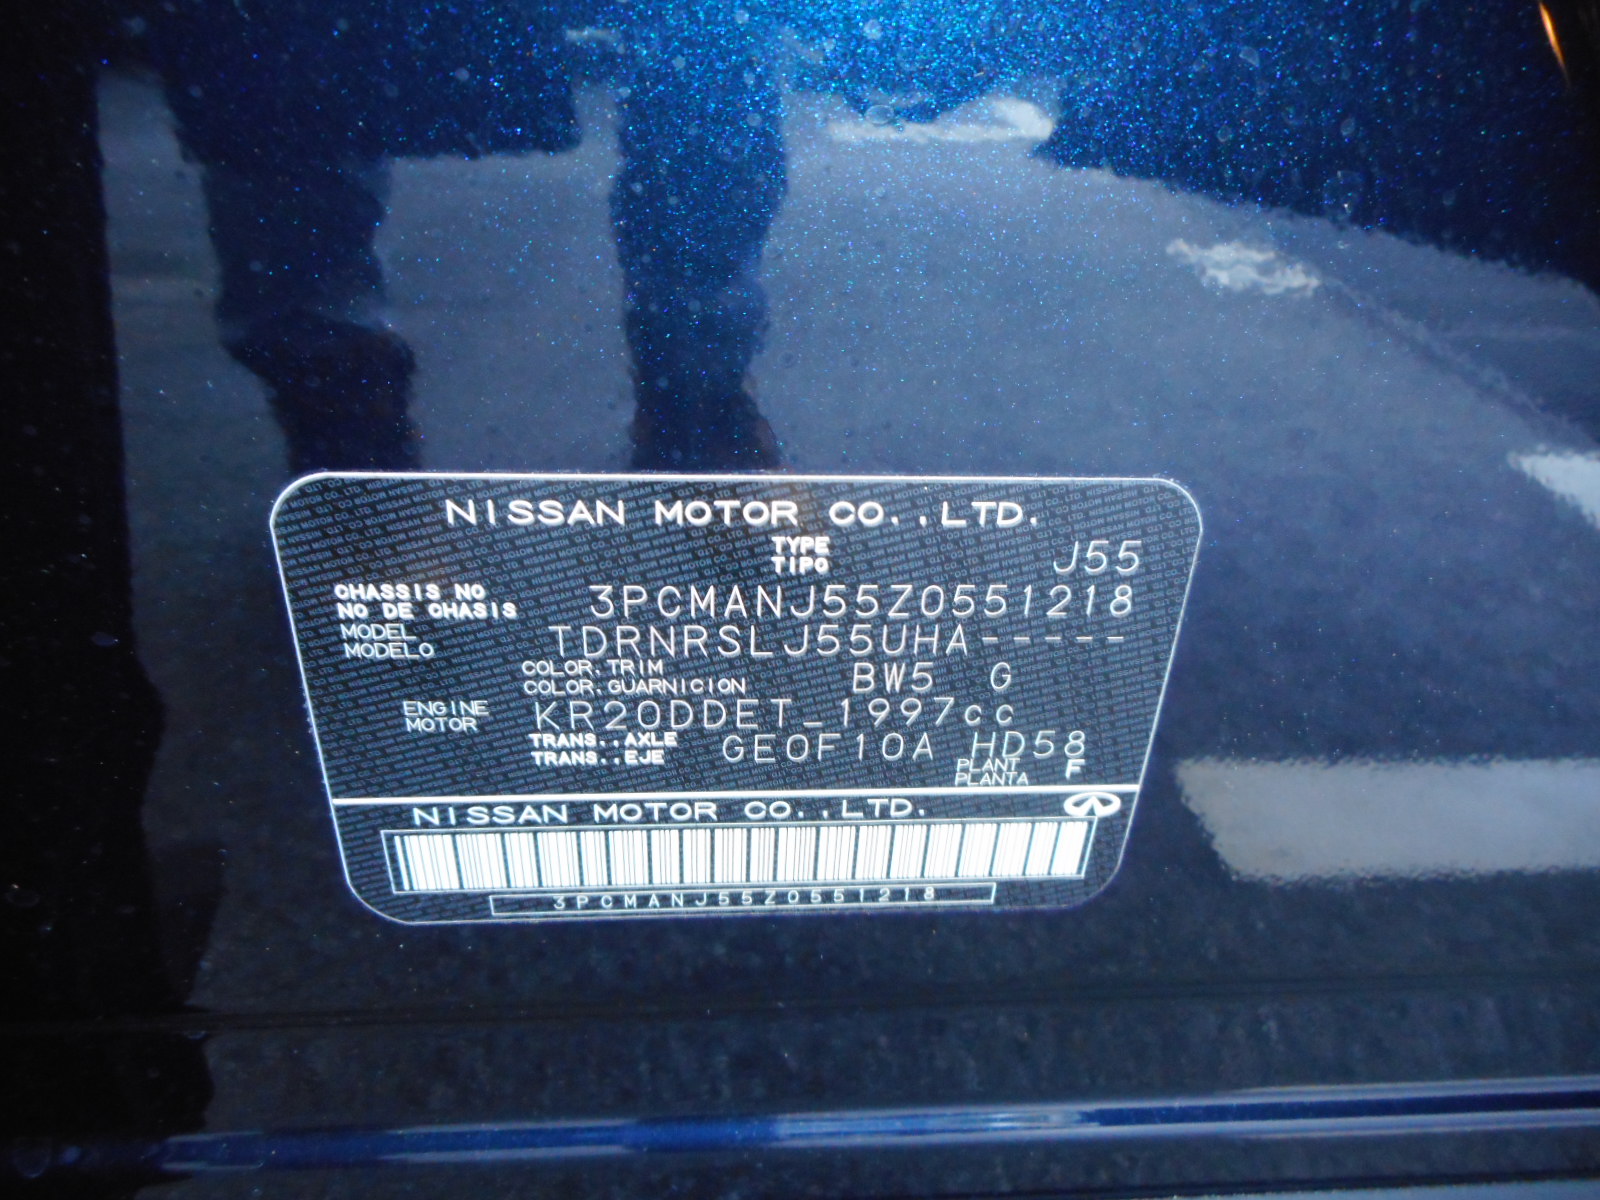 NISSAN MOTOR CO.,LTD.
TYPE
TIPO J55
CHASSIS NO
NO DE CHASIS 3PCMANJ55Z0551218
MODEL
MODELO TDRNRSLJ55UHA-----
COLOR.TRIM
COLOR.GUARNICION BW5 G
ENGINE
MOTOR KR20DDET_1997cc
TRANS.,AXLE
TRANS.,EJE GE0F10A HD58
PLANT
PLANTA F
NISSAN MOTOR CO.,LTD.
3PCMANJ55Z0551218